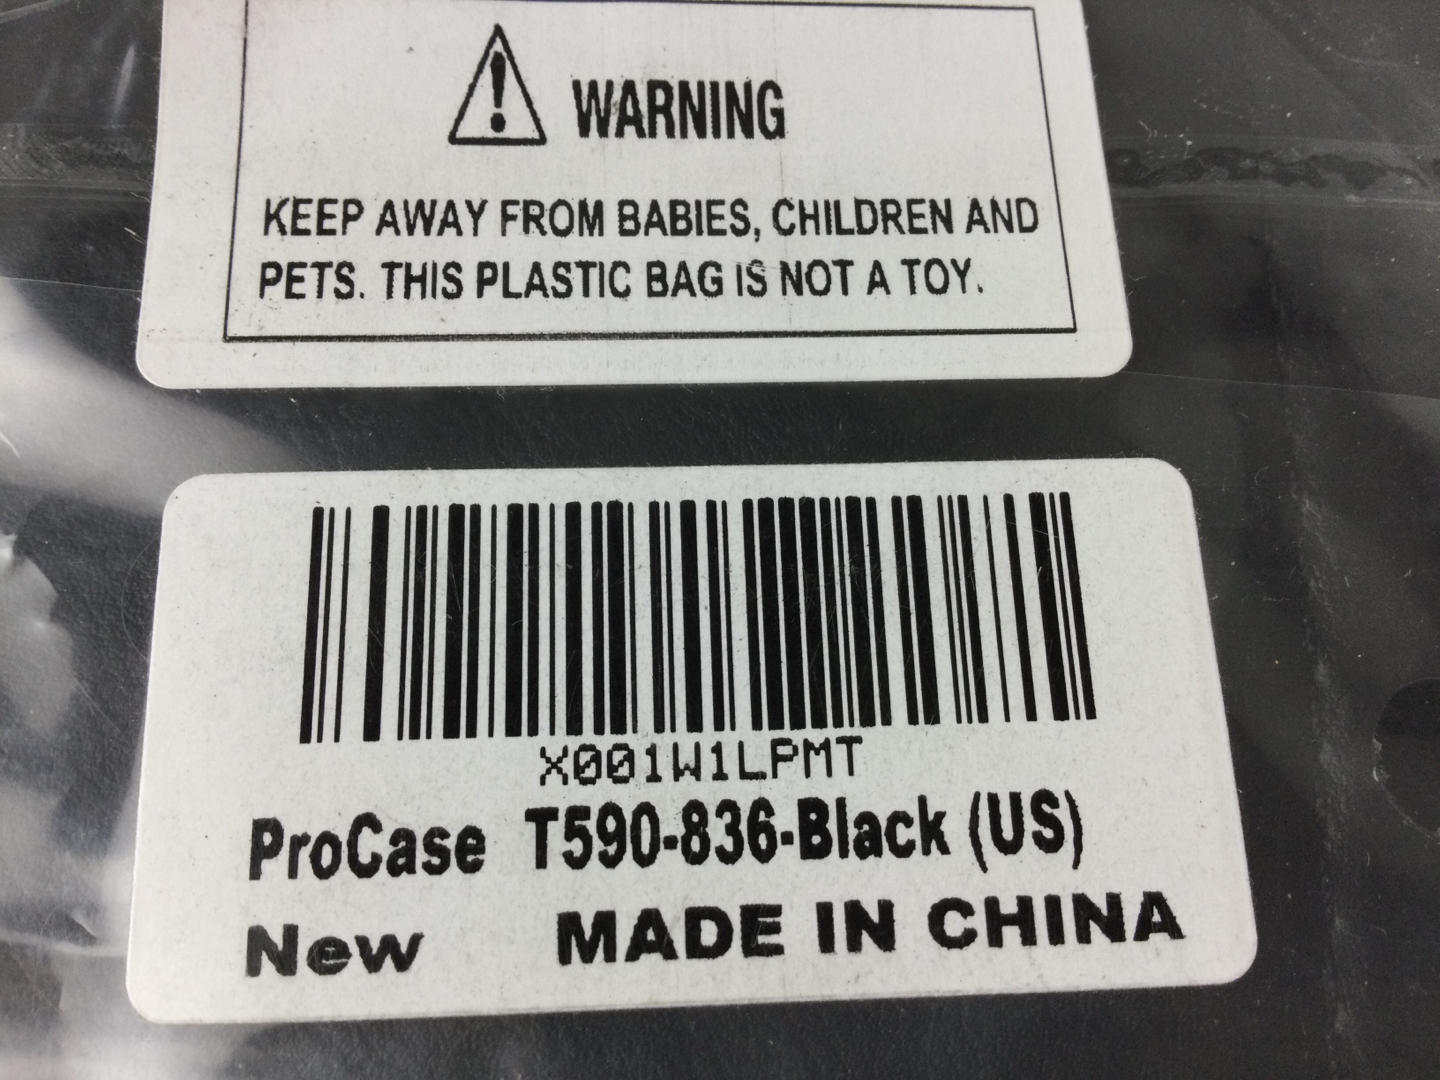 WARNING
KEEP AWAY FROM BABIES, CHILDREN AND
PETS. THIS PLASTIC BAG IS NOT A TOY.
X001W1LPMT
ProCase T590-836-Black (US)
New MADE IN CHINA